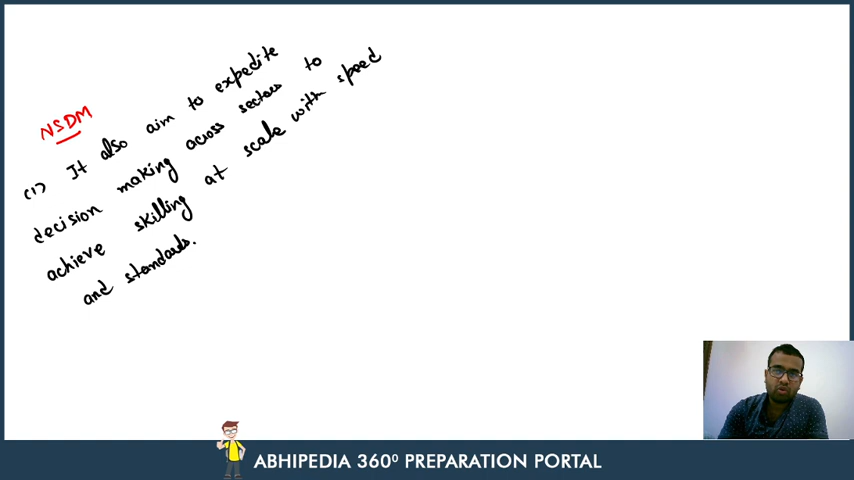 NSDM
(1) It also aim to expedite
decision making across sectors to
achieve skilling at scale with speed
and standards.
ABHIPEDIA 360° PREPARATION PORTAL